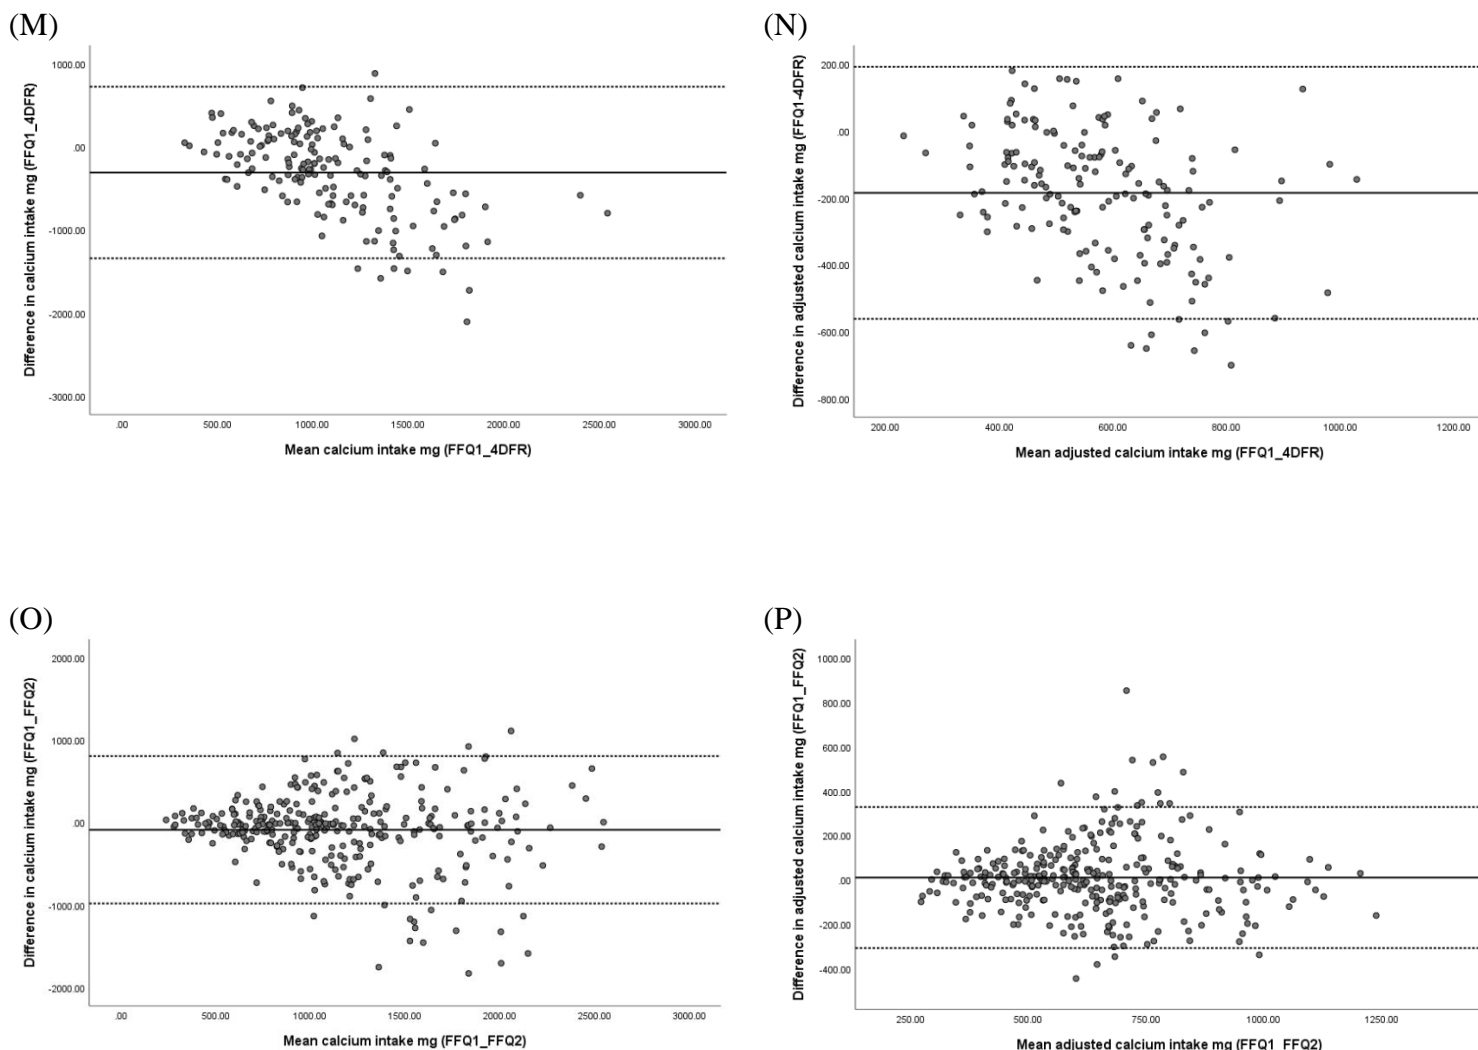 (M)
1000.00
.00
-1000.00
-2000.00
-3000.00
Difference in calcium intake mg (FFQ1_4DFR)
.00 500.00 1000.00 1500.00 2000.00 2500.00 3000.00
Mean calcium intake mg (FFQ1_4DFR)
(N)
200.00
.00
-200.00
-400.00
-600.00
-800.00
Difference in adjusted calcium intake mg (FFQ1-4DFR)
200.00 400.00 600.00 800.00 1000.00 1200.00
Mean adjusted calcium intake mg (FFQ1_4DFR)
(O)
2000.00
1000.00
.00
-1000.00
-2000.00
Difference in calcium intake mg (FFQ1_FFQ2)
.00 500.00 1000.00 1500.00 2000.00 2500.00 3000.00
Mean calcium intake mg (FFQ1_FFQ2)
(P)
1000.00
800.00
600.00
400.00
200.00
.00
-200.00
-400.00
Difference in adjusted calcium intake mg (FFQ1_FFQ2)
250.00 500.00 750.00 1000.00 1250.00
Mean adjusted calcium intake mg (FFQ1_FFQ2)